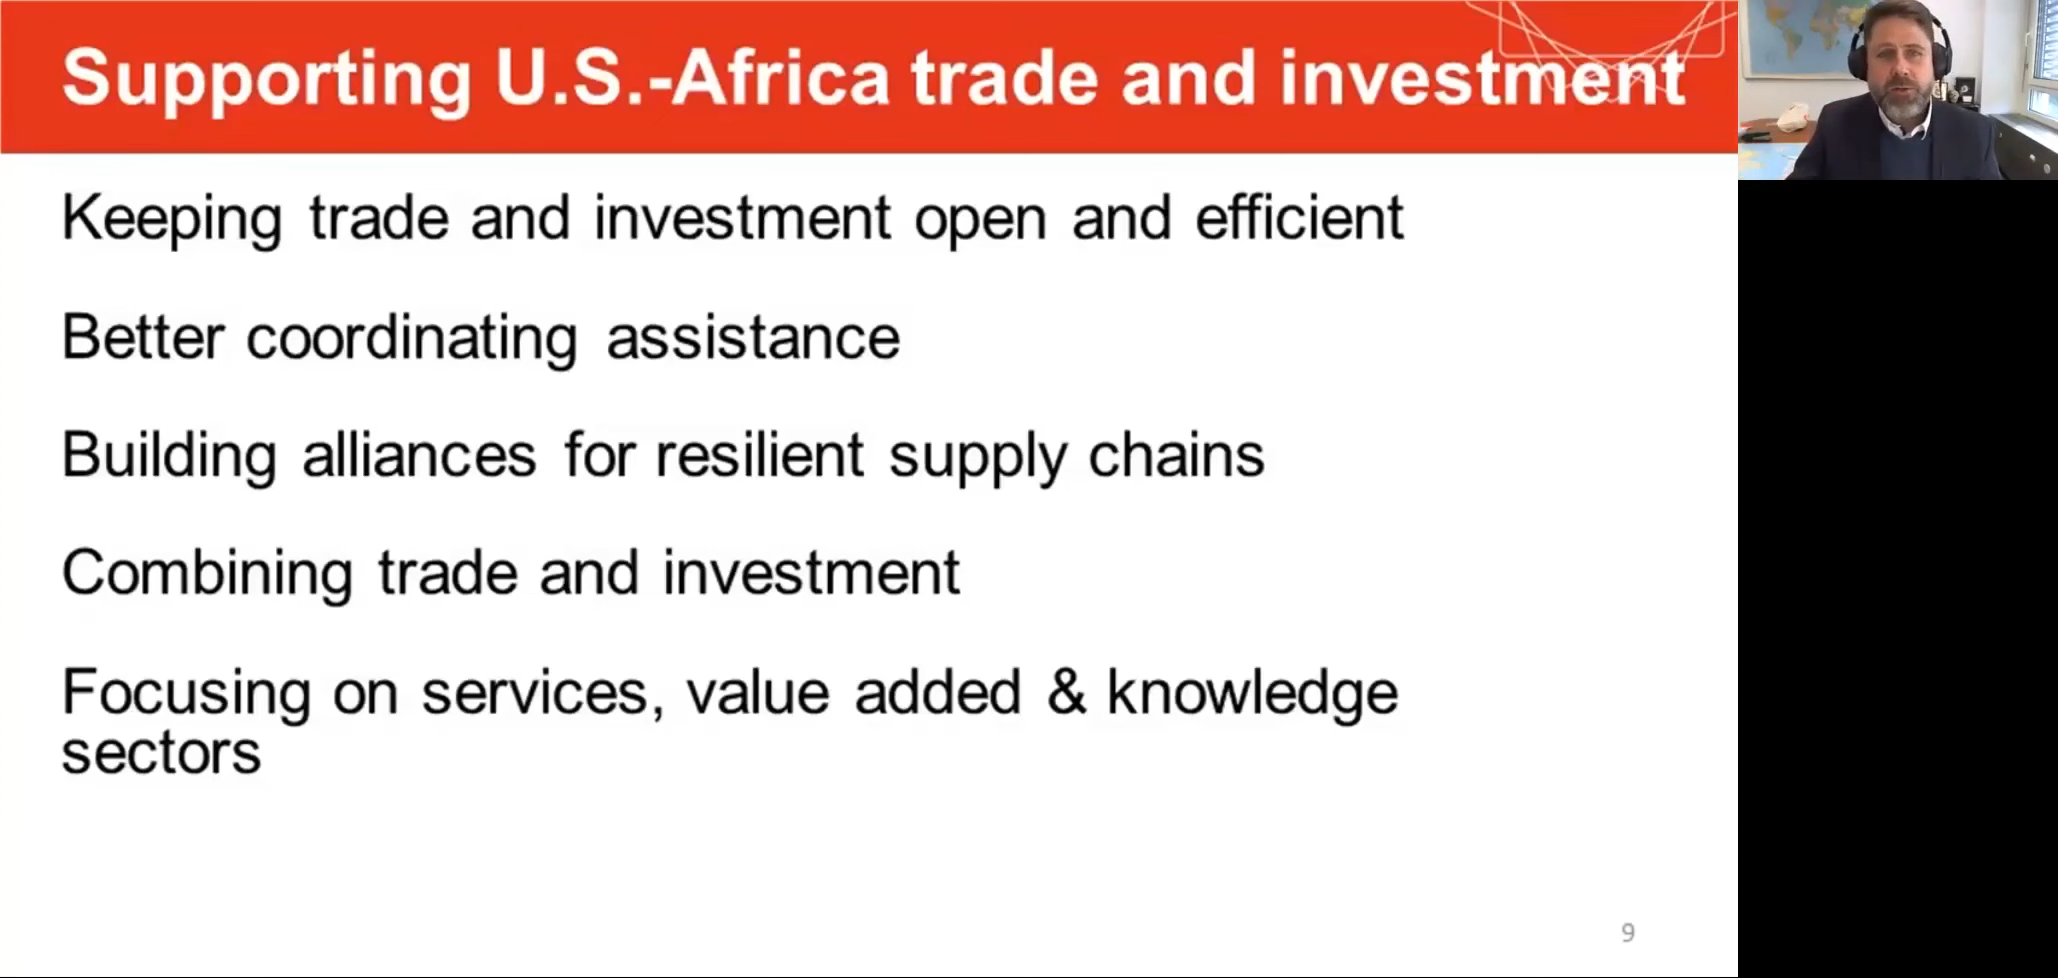 Supporting U.S.-Africa trade and investment
Keeping trade and investment open and efficient
Better coordinating assistance
Building alliances for resilient supply chains
Combining trade and investment
Focusing on services, value added & knowledge
sectors
9